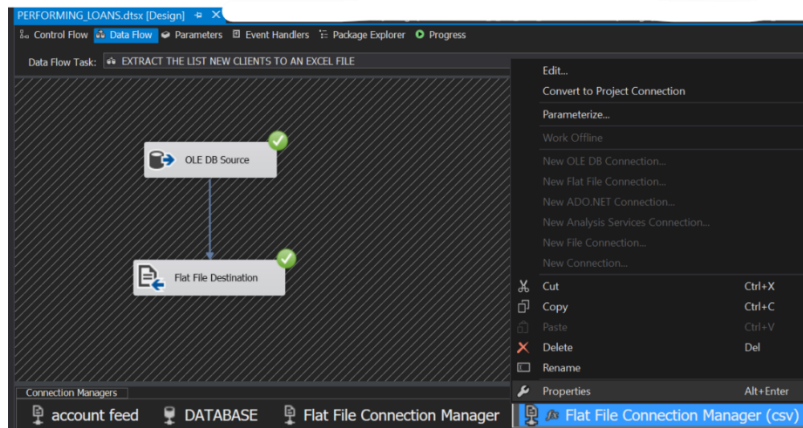 PERFORMING_LOANS.dtsx [Design]
Control Flow Data Flow Parameters Event Handlers Package Explorer Progress
Data Flow Task: EXTRACT THE LIST NEW CLIENTS TO AN EXCEL FILE
OLE DB Source
Flat File Destination
Edit...
Convert to Project Connection
Parameterize...
Work Offline
New OLE DB Connection...
New Flat File Connection...
New ADO.NET Connection...
New Analysis Services Connection...
New File Connection...
New Connection...
Cut Ctrl+X
Copy Ctrl+C
Paste Ctrl+V
Delete Del
Rename
Properties Alt+Enter
Connection Managers
account feed DATABASE Flat File Connection Manager Flat File Connection Manager (csv)